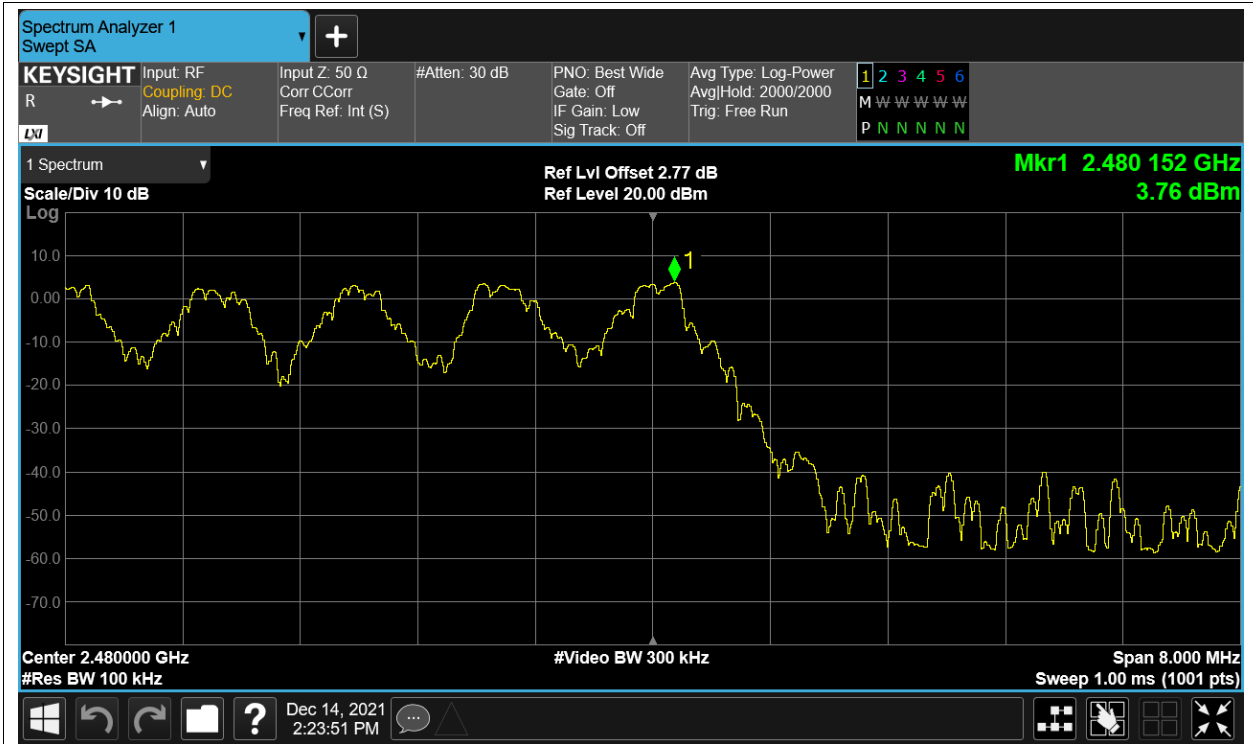 Spectrum Analyzer 1
Swept SA
KEYSIGHT
R
LXI
Input: RF
Coupling: DC
Align: Auto
Input Z: 50 Ω
Corr CCorr
Freq Ref: Int (S)
#Atten: 30 dB
PNO: Best Wide
Gate: Off
IF Gain: Low
Sig Track: Off
Avg Type: Log-Power
Avg|Hold: 2000/2000
Trig: Free Run
1 2 3 4 5 6
M W W W W W
P N N N N N
1 Spectrum
Scale/Div 10 dB
Ref Lvl Offset 2.77 dB
Ref Level 20.00 dBm
Mkr1 2.480 152 GHz
3.76 dBm
Log
1
10.0
0.00
-10.0
-20.0
-30.0
-40.0
-50.0
-60.0
-70.0
Center 2.480000 GHz
#Video BW 300 kHz
Span 8.000 MHz
#Res BW 100 kHz
Sweep 1.00 ms (1001 pts)
?
Dec 14, 2021
2:23:51 PM